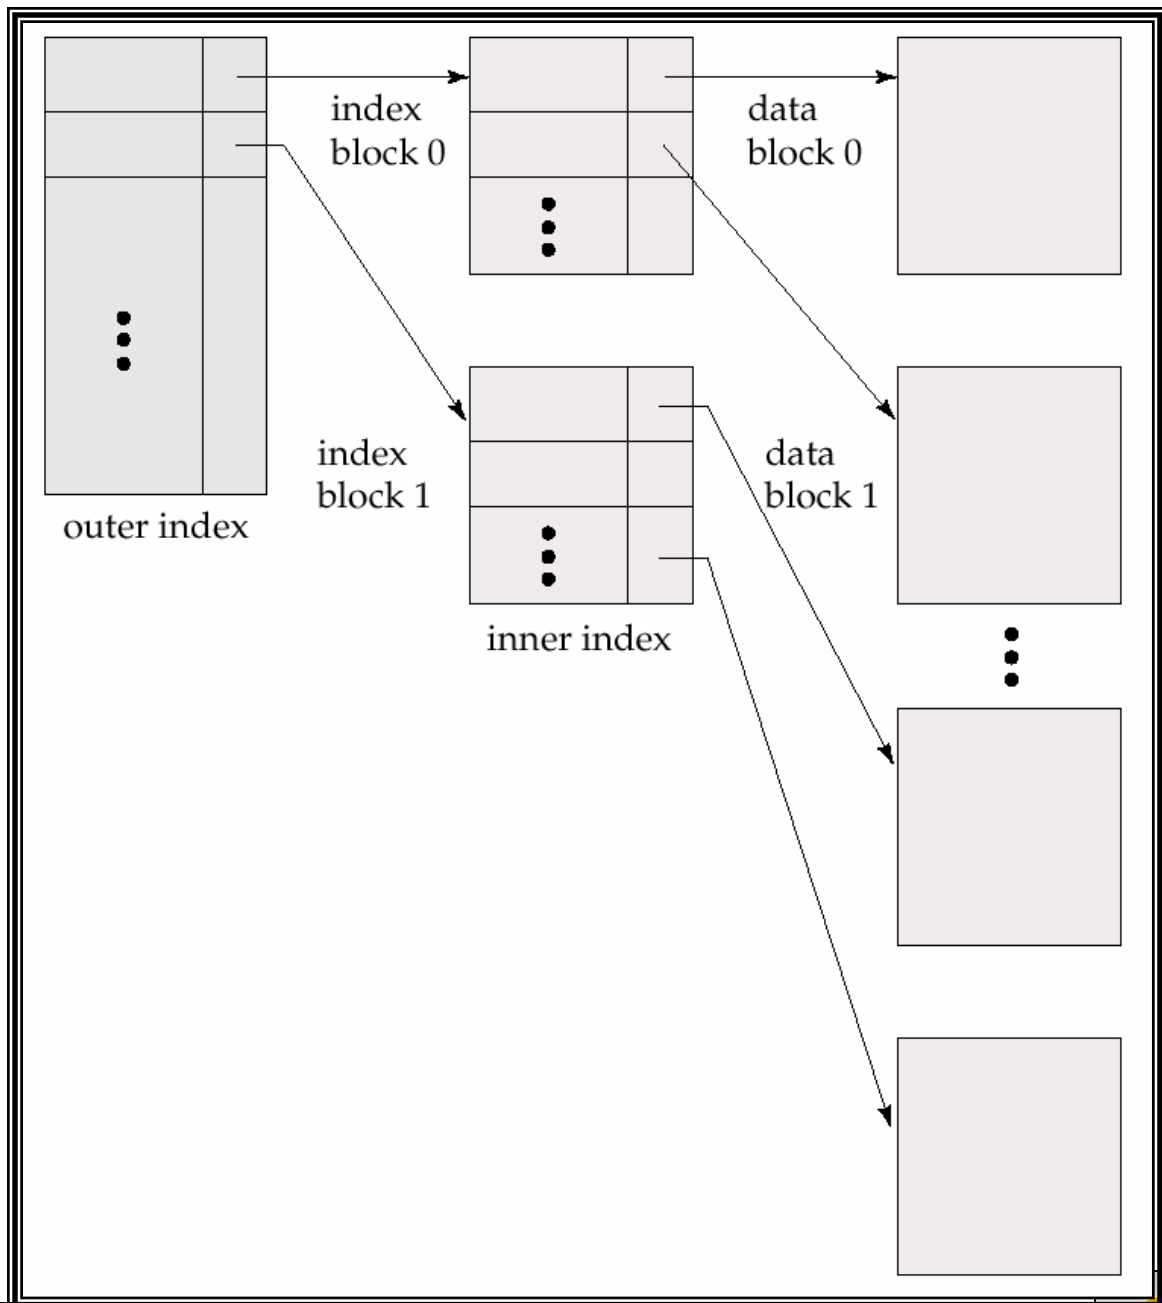 index
block 0
data
block 0
index
block 1
data
block 1
outer index
inner index